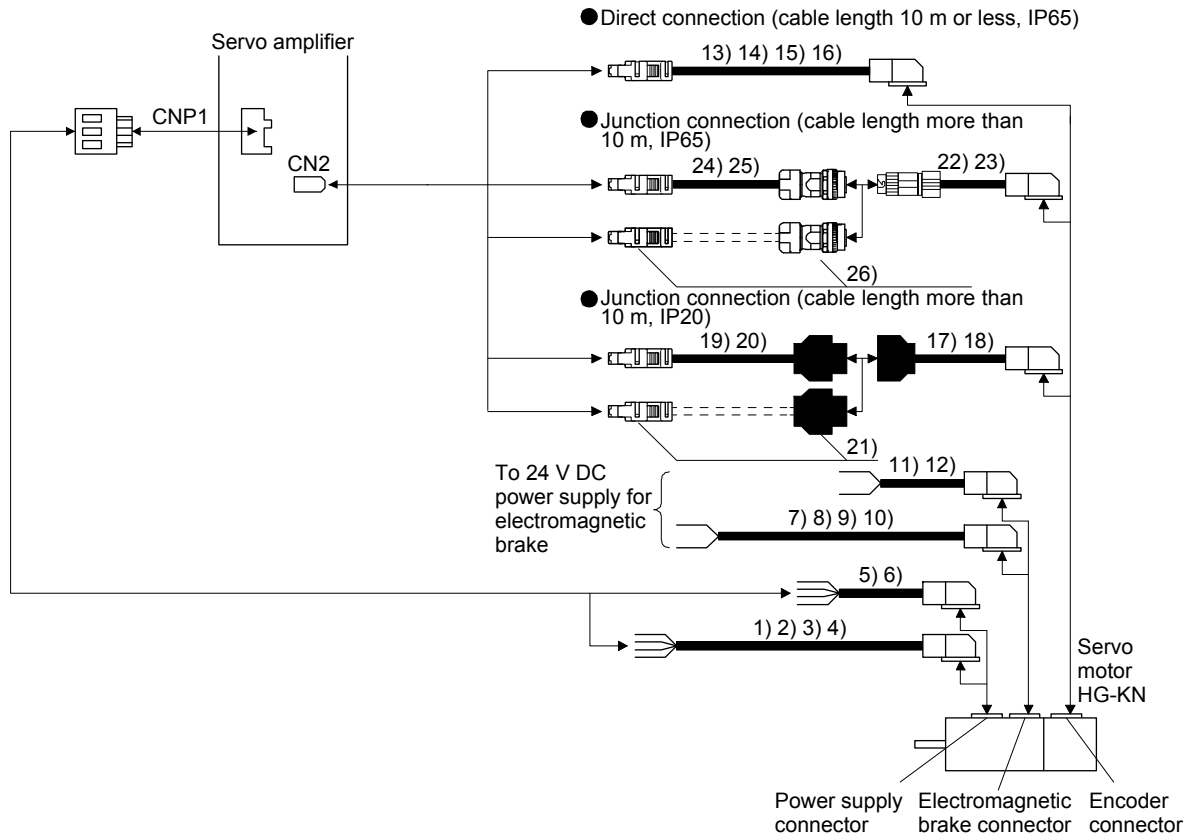 ●Direct connection (cable length 10 m or less, IP65)
Servo amplifier
13) 14) 15) 16)
CNP1
●Junction connection (cable length more than
10 m, IP65)
CN2
24) 25)
22) 23)
26)
●Junction connection (cable length more than
10 m, IP20)
19) 20)
17) 18)
21)
To 24 V DC
power supply for
electromagnetic
brake
11) 12)
7) 8) 9) 10)
5) 6)
1) 2) 3) 4)
Servo
motor
HG-KN
Power supply
connector
Electromagnetic
brake connector
Encoder
connector